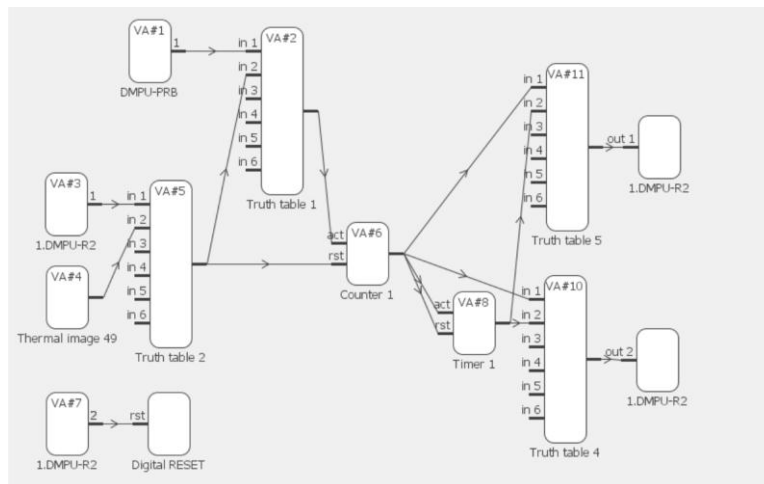 VA#1
1
DMPU-PRB
VA#2
in 1
in 2
in 3
in 4
in 5
in 6
Truth table 1
VA#3
1
1.DMPU-R2
VA#4
Thermal image 49
VA#5
in 1
in 2
in 3
in 4
in 5
in 6
Truth table 2
VA#7
2
1.DMPU-R2
rst
Digital RESET
act
rst
VA#6
Counter 1
act
rst
VA#8
Timer 1
VA#11
in 1
in 2
in 3
in 4
in 5
in 6
Truth table 5
out 1
1.DMPU-R2
VA#10
in 1
in 2
in 3
in 4
in 5
in 6
Truth table 4
out 2
1.DMPU-R2